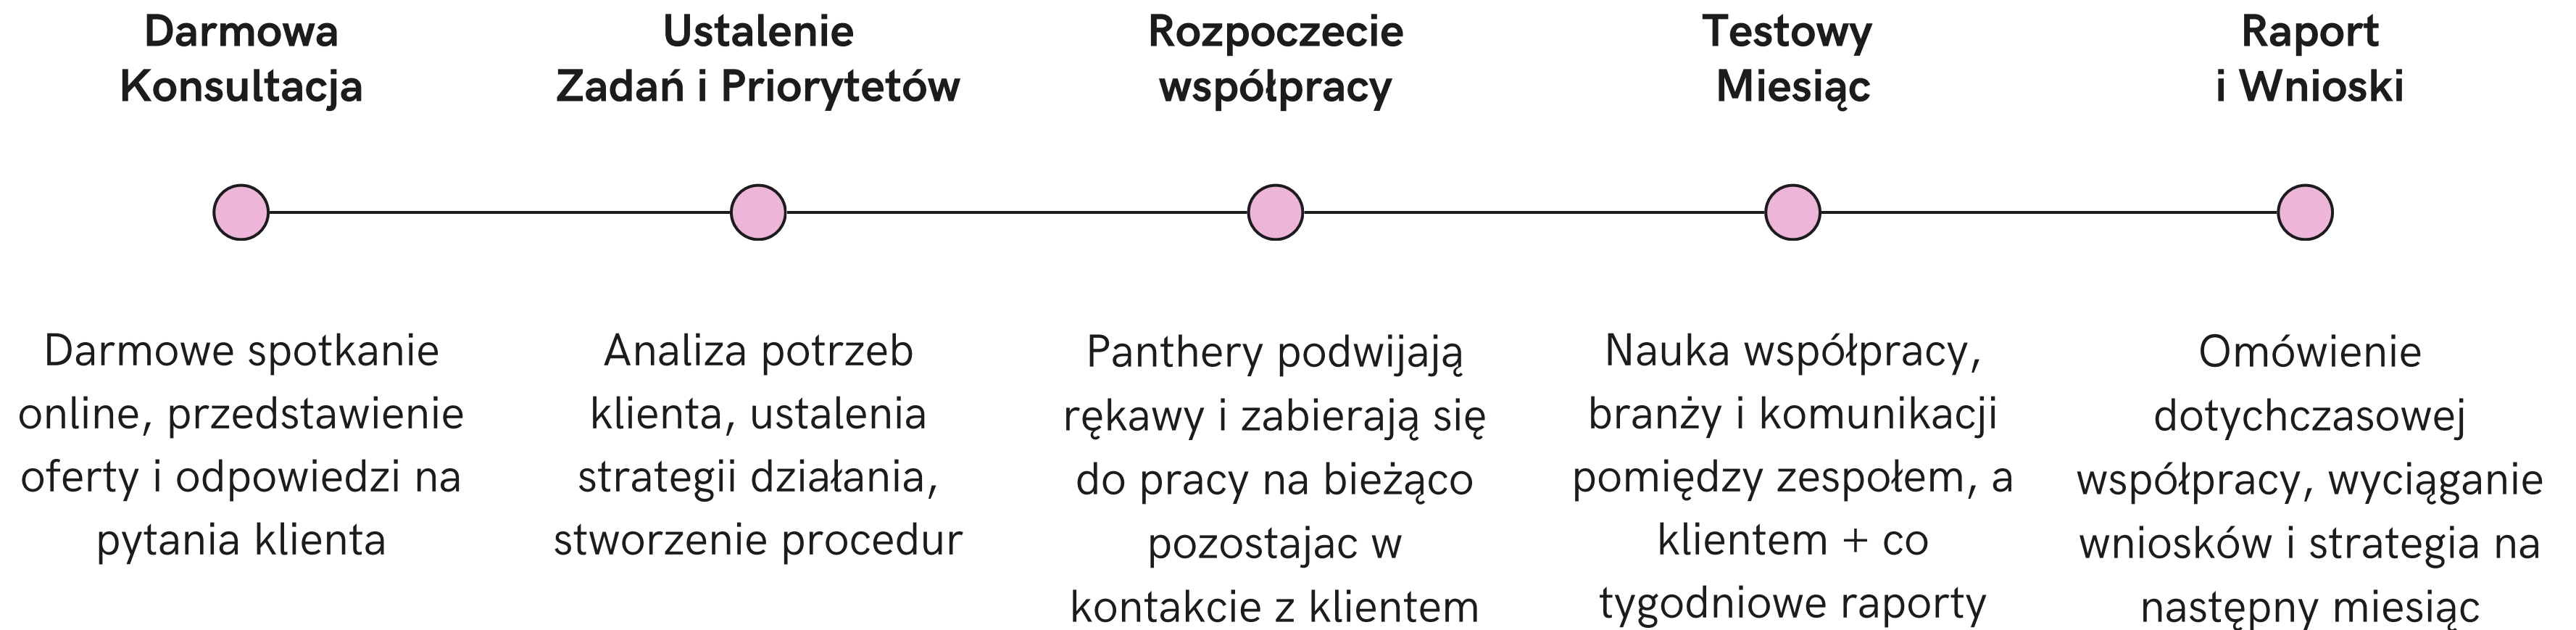 Darmowa
Konsultacja
Ustalenie
Zadań i Priorytetów
Rozpoczecie
współpracy
Testowy
Miesiąc
Raport
i Wnioski
Darmowe spotkanie
online, przedstawienie
oferty i odpowiedzi na
pytania klienta
Analiza potrzeb
klienta, ustalenia
strategii działania,
stworzenie procedur
Panthery podwijają
rękawy i zabierają się
do pracy na bieżąco
pozostajac w
kontakcie z klientem
Nauka współpracy,
branży i komunikacji
pomiędzy zespołem, a
klientem + co
tygodniowe raporty
Omówienie
dotychczasowej
współpracy, wyciąganie
wniosków i strategia na
następny miesiąc